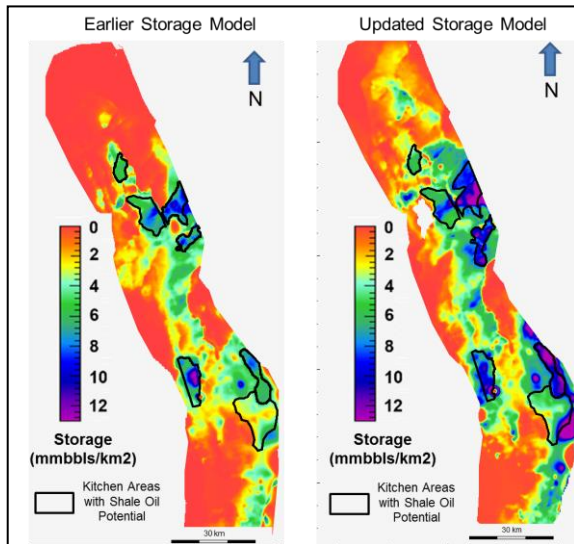 Earlier Storage Model
N
0
2
4
6
8
10
12
Storage
(mmbbls/km2)
Kitchen Areas
with Shale Oil
Potential
30 km
Updated Storage Model
N
0
2
4
6
8
10
12
Storage
(mmbbls/km2)
Kitchen Areas
with Shale Oil
Potential
30 km